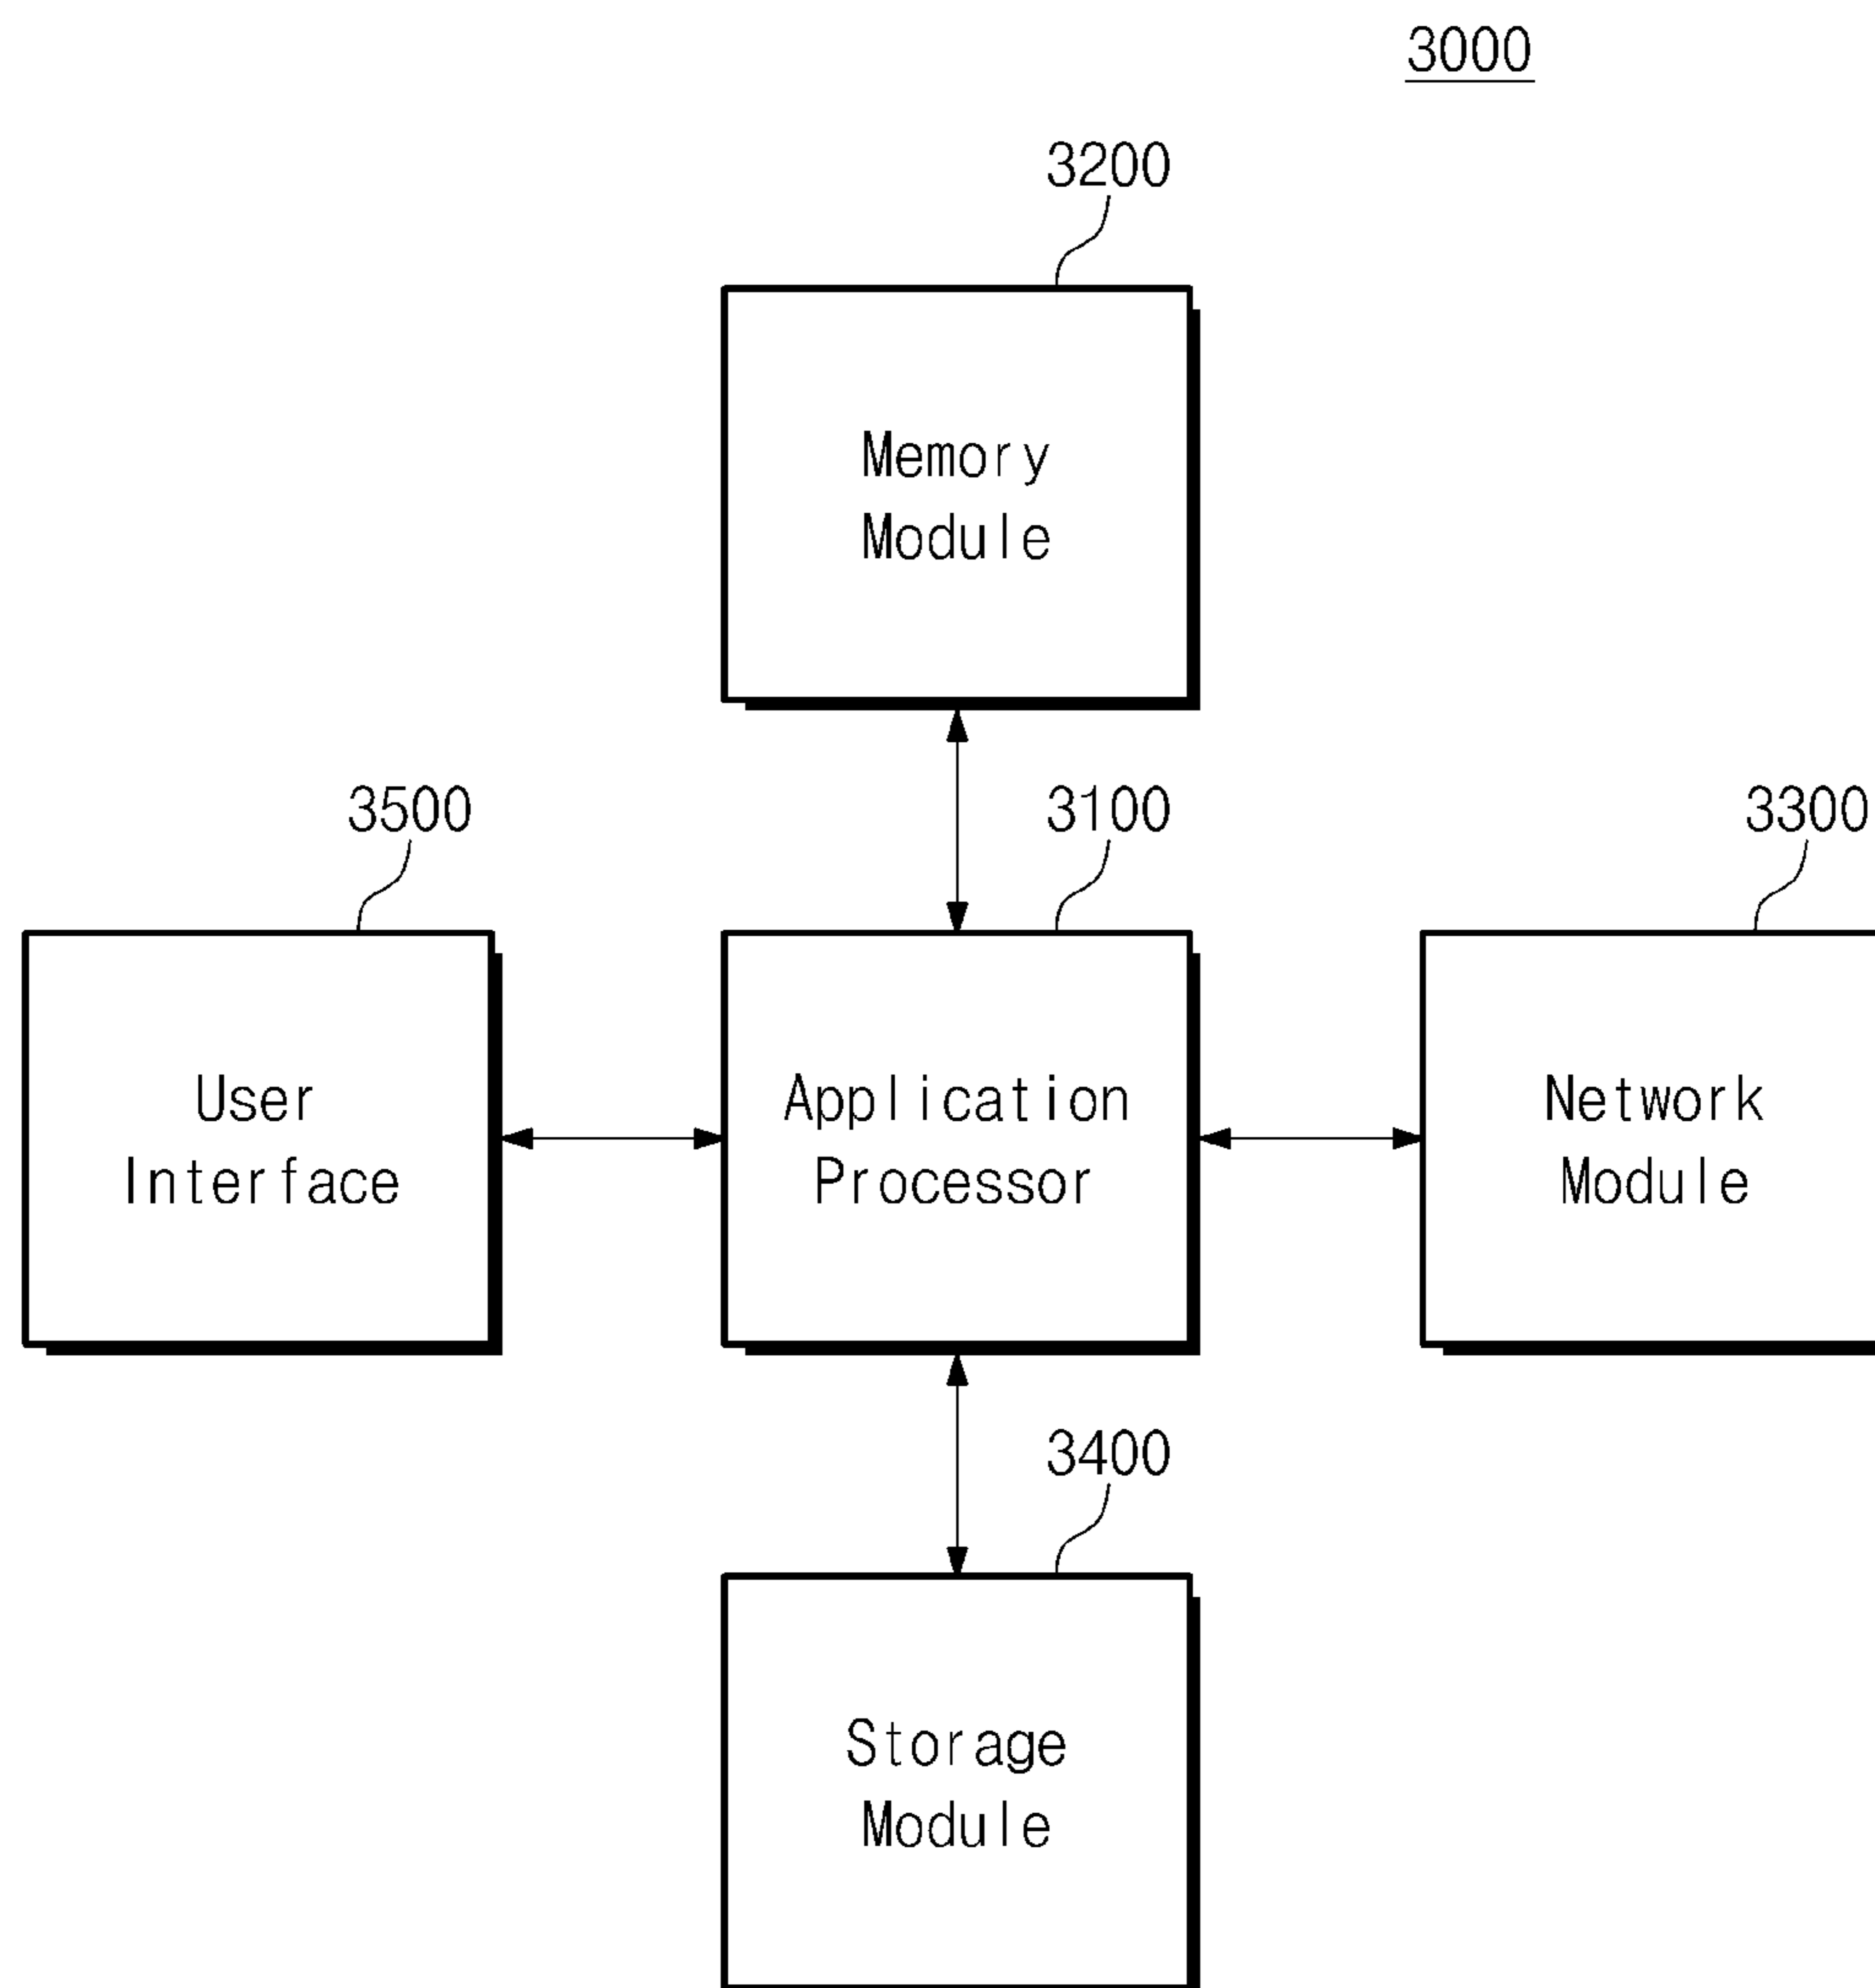 3000
3200
Memory
Module
3500
3100
3300
User
Interface
Application
Processor
Network
Module
3400
Storage
Module